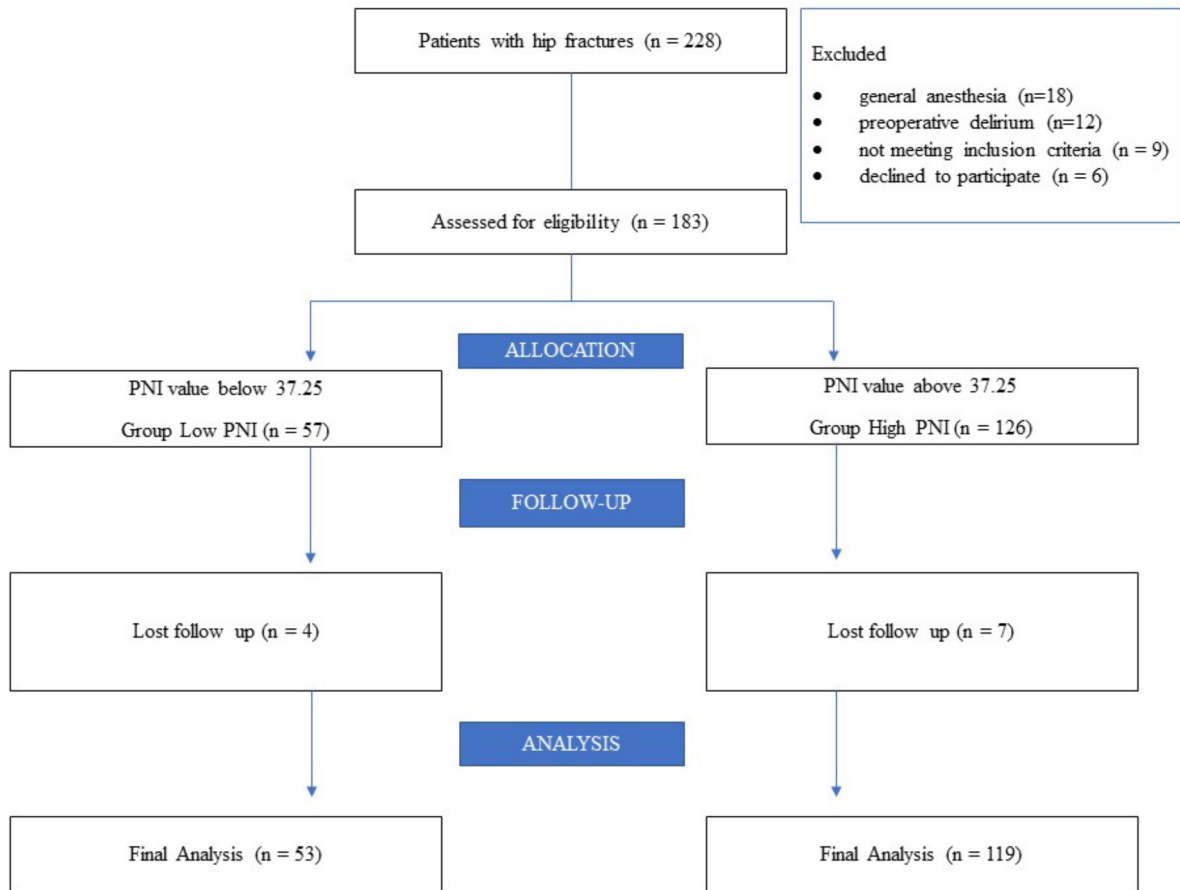 Patients with hip fractures (n = 228)
Excluded
• general anesthesia (n=18)
• preoperative delirium (n=12)
• not meeting inclusion criteria (n = 9)
• declined to participate (n = 6)
Assessed for eligibility (n = 183)
ALLOCATION
PNI value below 37.25
Group Low PNI (n = 57)
PNI value above 37.25
Group High PNI (n = 126)
FOLLOW-UP
Lost follow up (n = 4)
Lost follow up (n = 7)
ANALYSIS
Final Analysis (n = 53)
Final Analysis (n = 119)